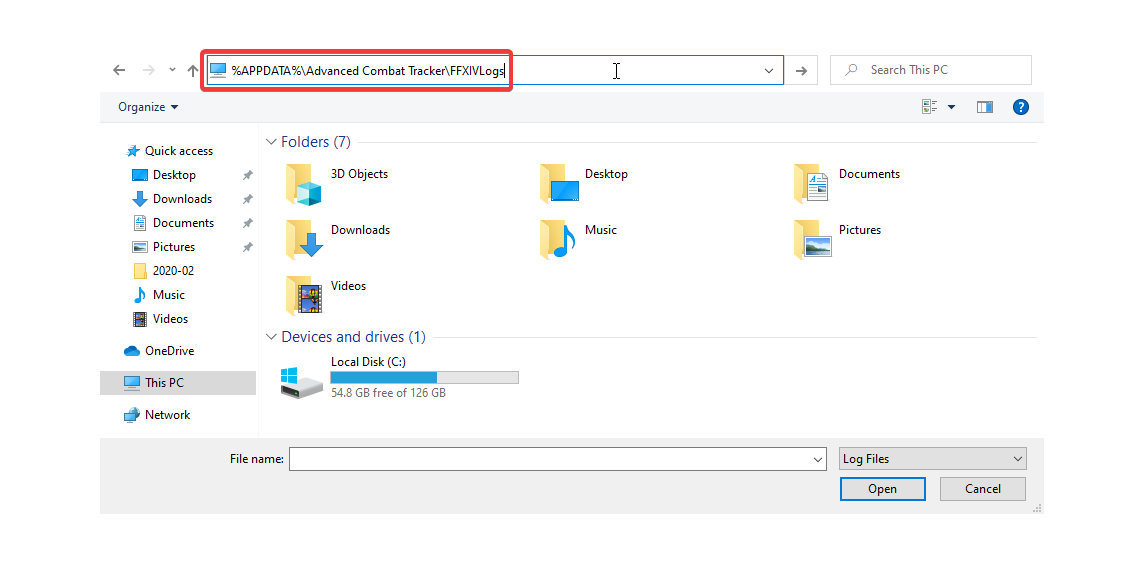 %APPDATA%\Advanced Combat Tracker\FFXIVLogs
Search This PC
Organize
Quick access
Desktop
Downloads
Documents
Pictures
2020-02
Music
Videos
OneDrive
This PC
Network
Folders (7)
3D Objects
Desktop
Documents
Downloads
Music
Pictures
Videos
Devices and drives (1)
Local Disk (C:)
54.8 GB free of 126 GB
File name:
Log Files
Open
Cancel